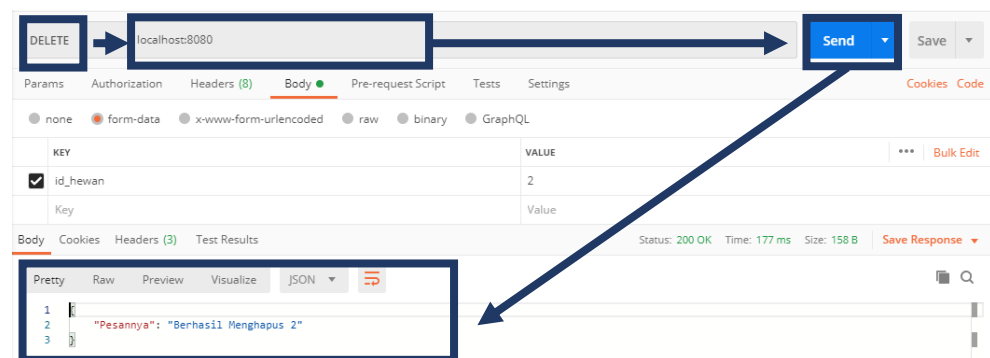 DELETE localhost:8080 Send Save
Params Authorization Headers (8) Body Pre-request Script Tests Settings Cookies Code
none form-data x-www-form-urlencoded raw binary GraphQL
KEY VALUE ••• Bulk Edit
id_hewan 2
Key Value
Body Cookies Headers (3) Test Results Status: 200 OK Time: 177 ms Size: 158 B Save Response
Pretty Raw Preview Visualize JSON
1 {
2 "Pesannya": "Berhasil Menghapus 2"
3 }